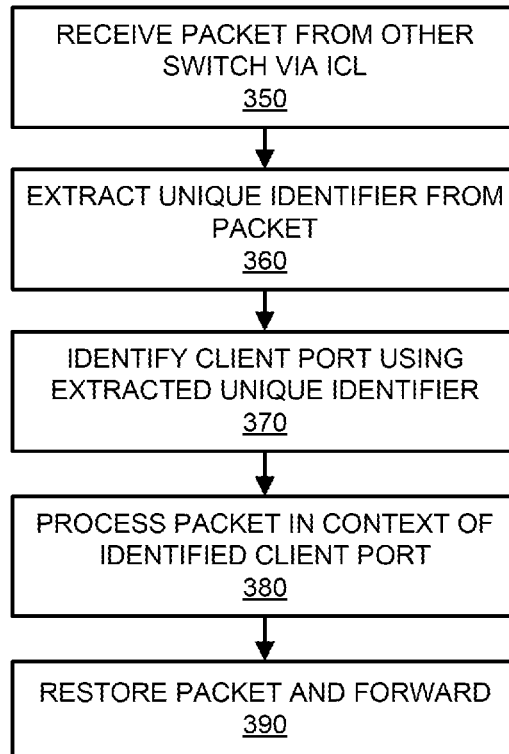 RECEIVE PACKET FROM OTHER
SWITCH VIA ICL
350
EXTRACT UNIQUE IDENTIFIER FROM
PACKET
360
IDENTIFY CLIENT PORT USING
EXTRACTED UNIQUE IDENTIFIER
370
PROCESS PACKET IN CONTEXT OF
IDENTIFIED CLIENT PORT
380
RESTORE PACKET AND FORWARD
390